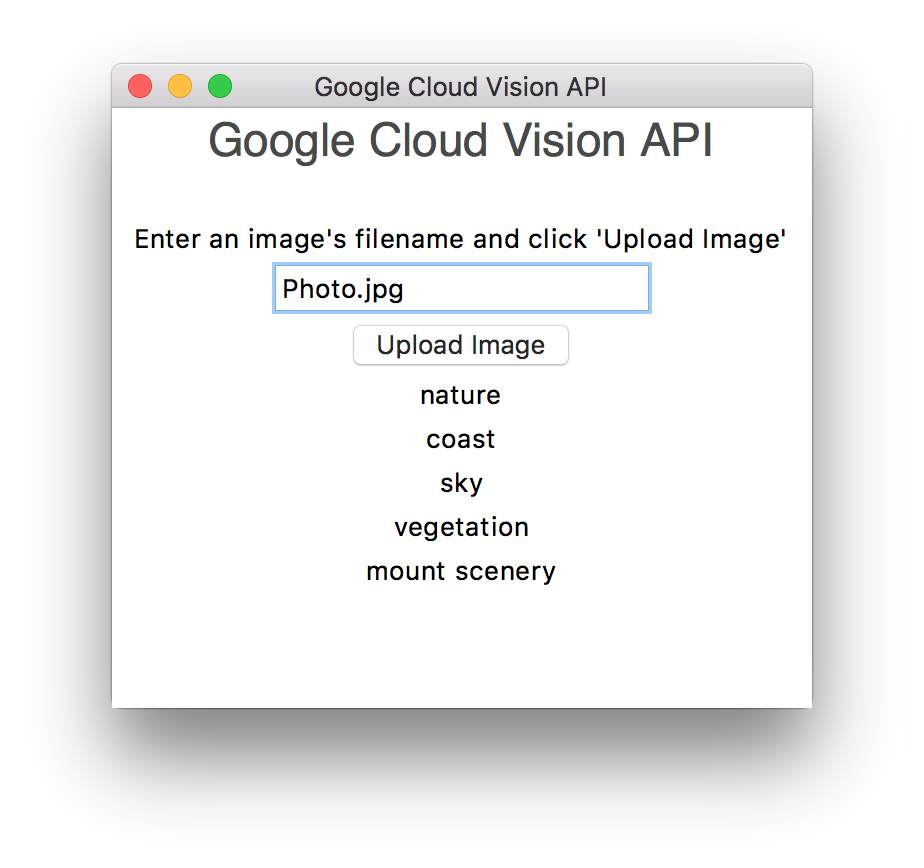 Google Cloud Vision API
Google Cloud Vision API
Enter an image's filename and click 'Upload Image'
Photo.jpg
Upload Image
nature
coast
sky
vegetation
mount scenery